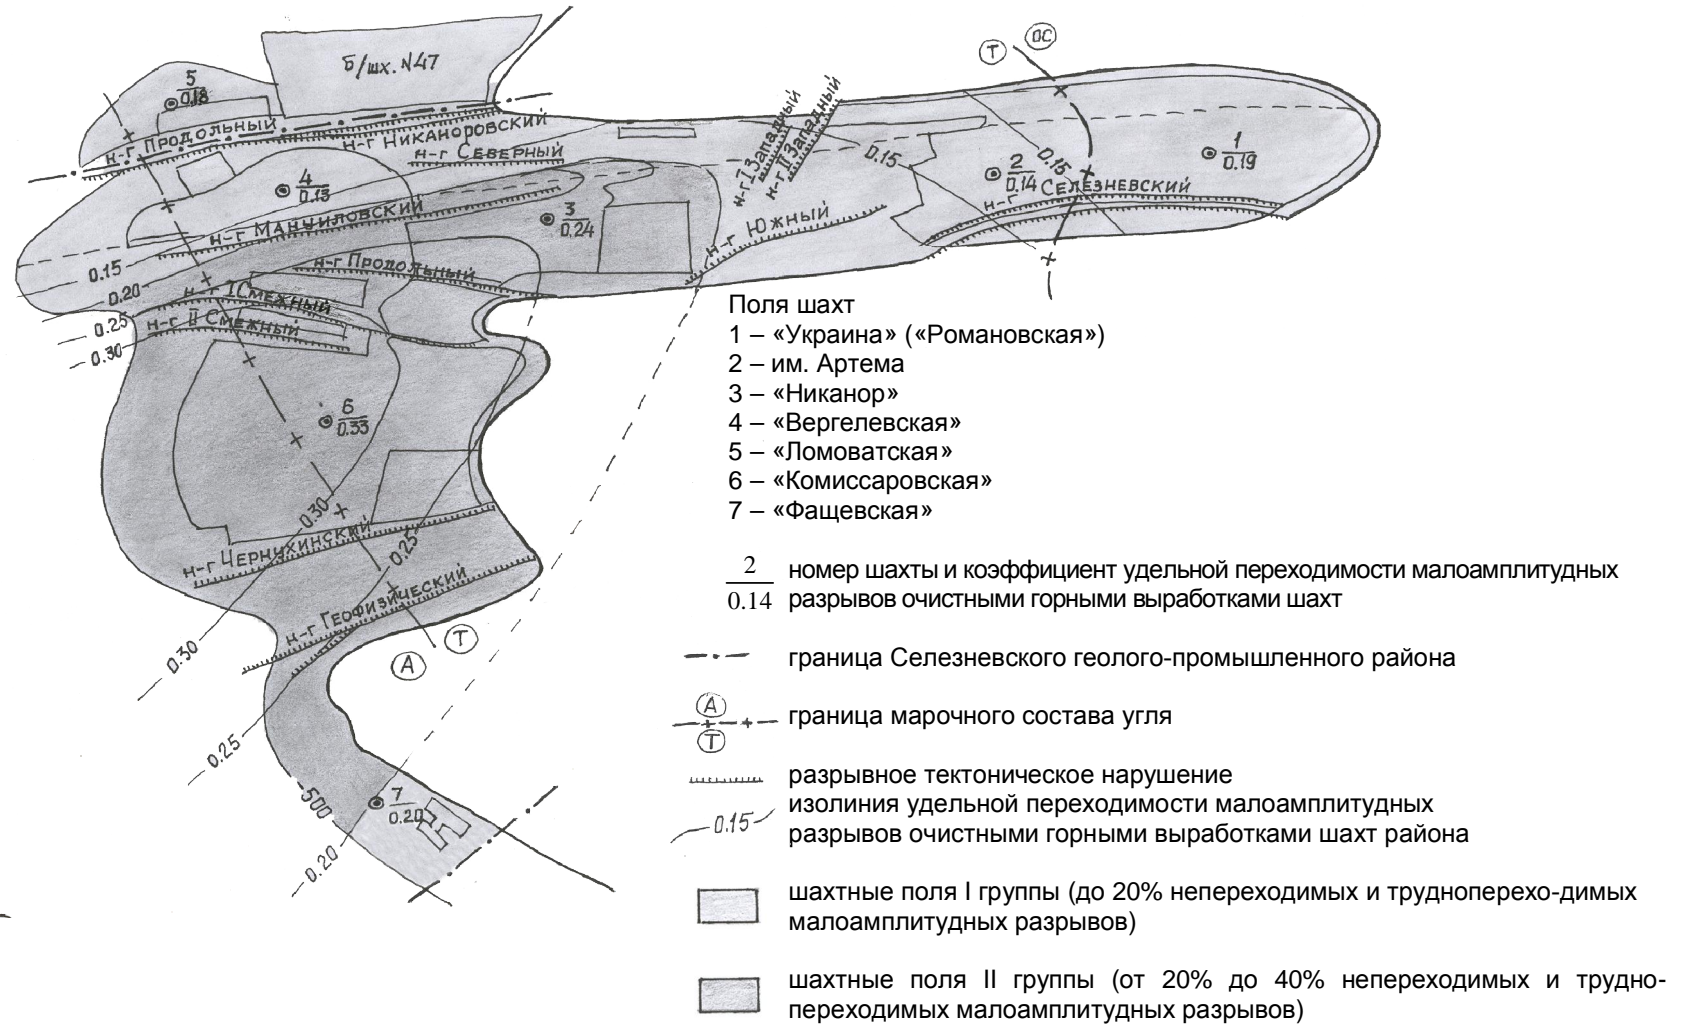 Б/шх. N47
Т
ОС
5
0.18
н-г Продольный
н-г Никаноровский
н-г Северный
н-г I Западный
н-г II Западный
0.15
0.15
1
0.19
2
0.14
н-г Селезневский
4
0.13
н-г Мануиловский
3
0.24
н-г Южный
н-г Продольный
0.15
0.20
н-г I Смежный
0.25
н-г II Смежный
0.30
6
0.33
0.30
н-г Чернухинский
0.25
н-г Геофизический
Т
А
0.30
0.25
-500
7
0.20
0.20
Поля шахт
1 – «Украина» («Романовская»)
2 – им. Артема
3 – «Никанор»
4 – «Вергелевская»
5 – «Ломоватская»
6 – «Комиссаровская»
7 – «Фащевская»
2
0.14
номер шахты и коэффициент удельной переходимости малоамплитудных
разрывов очистными горными выработками шахт
граница Селезневского геолого-промышленного района
А
Т
граница марочного состава угля
разрывное тектоническое нарушение
0.15
изолиния удельной переходимости малоамплитудных
разрывов очистными горными выработками шахт района
шахтные поля I группы (до 20% непереходимых и трудноперехо-димых
малоамплитудных разрывов)
шахтные поля II группы (от 20% до 40% непереходимых и трудно-
переходимых малоамплитудных разрывов)